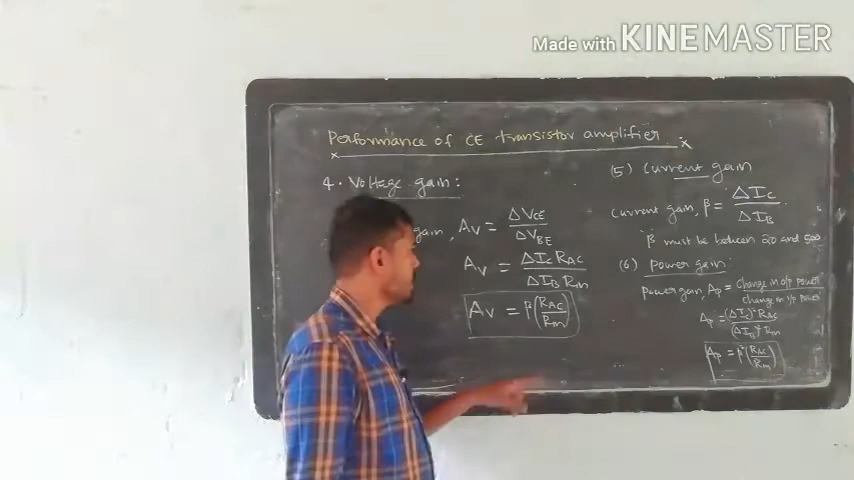 Made with KINEMASTER
Performance of CE transistor amplifier
4. Voltage gain:
gain, Av = ΔVCE / ΔVBE
Av = ΔIc RAC / ΔIB Rin
Av = β (RAC / Rin)
(5) Current gain
Current gain, β = ΔIc / ΔIB
β must be between 20 and 500
(6) Power gain:
Power gain, Ap = Change in o/p power / change in i/p power
Ap = (ΔIc)² RAC / (ΔIB)² Rin
Ap = β² (RAC / Rin)